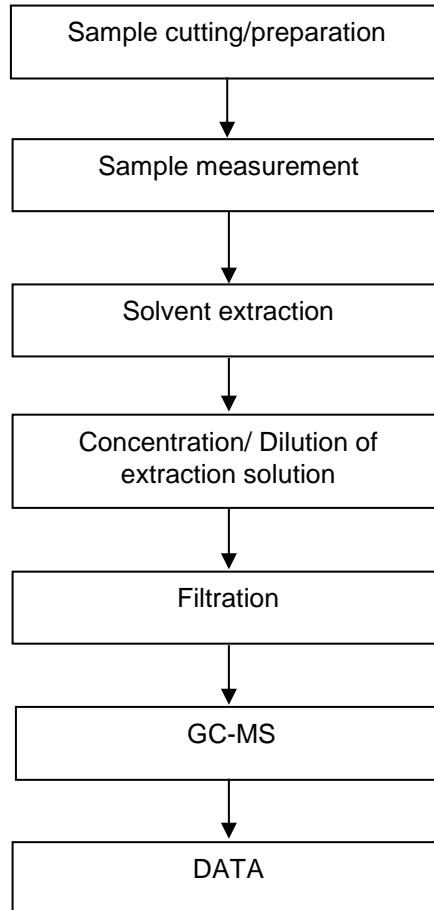 Sample cutting/preparation
Sample measurement
Solvent extraction
Concentration/ Dilution of
extraction solution
Filtration
GC-MS
DATA